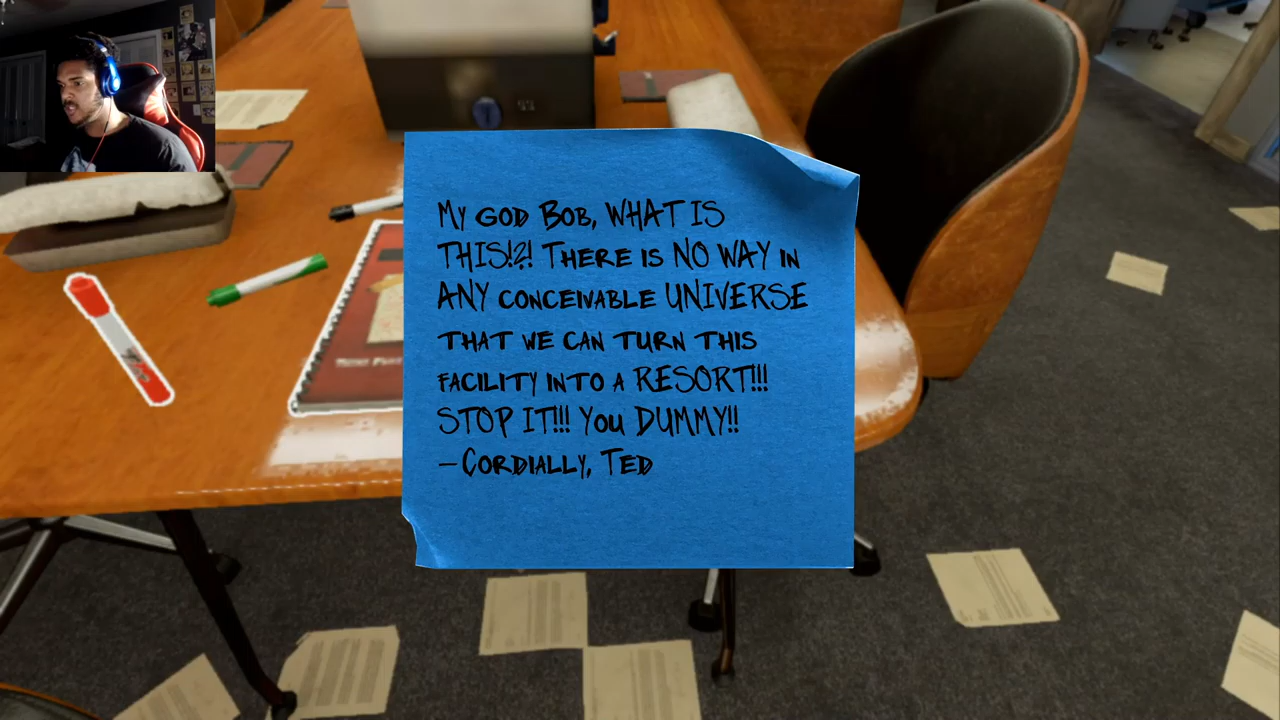 My God Bob, WHAT IS
THIS!?! There is NO WAY in
ANY conceivable UNIVERSE
that we can turn this
facility into a RESORT!!!
STOP IT!!! You DUMMY!!
– Cordially, Ted